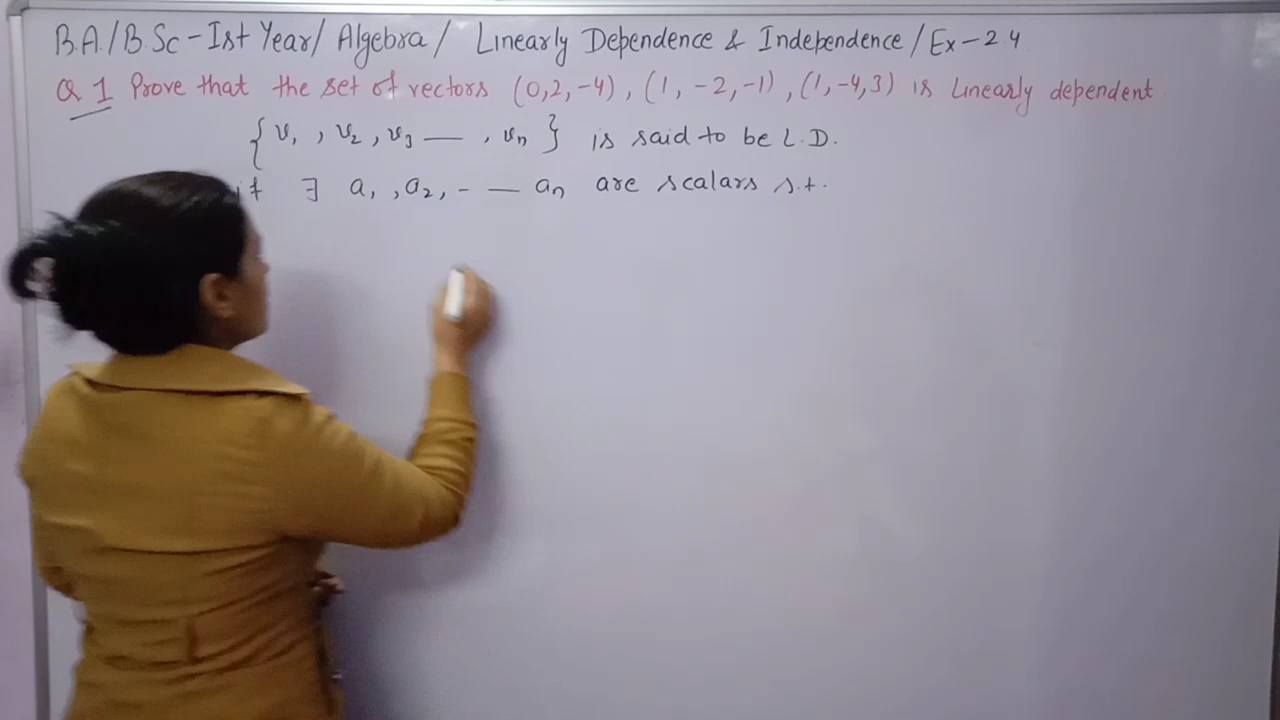 B.A./B.Sc - Ist Year/ Algebra/ Linearly Dependence & Independence / Ex - 2.4
Q 1 Prove that the set of vectors (0,2,-4), (1, -2,-1), (1,-4,3) is Linearly dependent
{ v₁, v₂, v₃ —, vₙ } is said to be L.D.
if ∃ a₁, a₂, - — aₙ are scalars s.t.